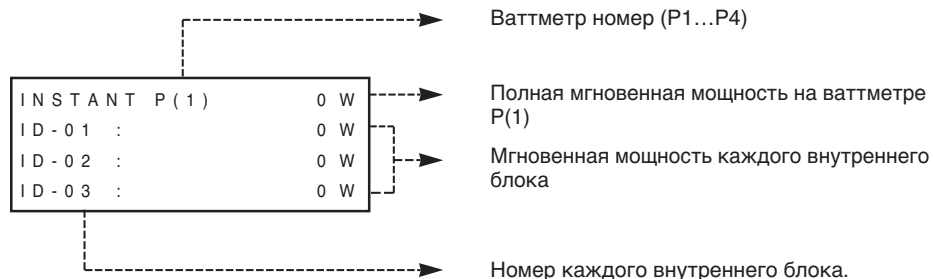 Ваттметр номер (P1...P4)
INSTANT P(1) 0 W
Полная мгновенная мощность на ваттметре
P(1)
ID-01 : 0 W
ID-02 : 0 W
Мгновенная мощность каждого внутреннего
блока
ID-03 : 0 W
Номер каждого внутреннего блока.